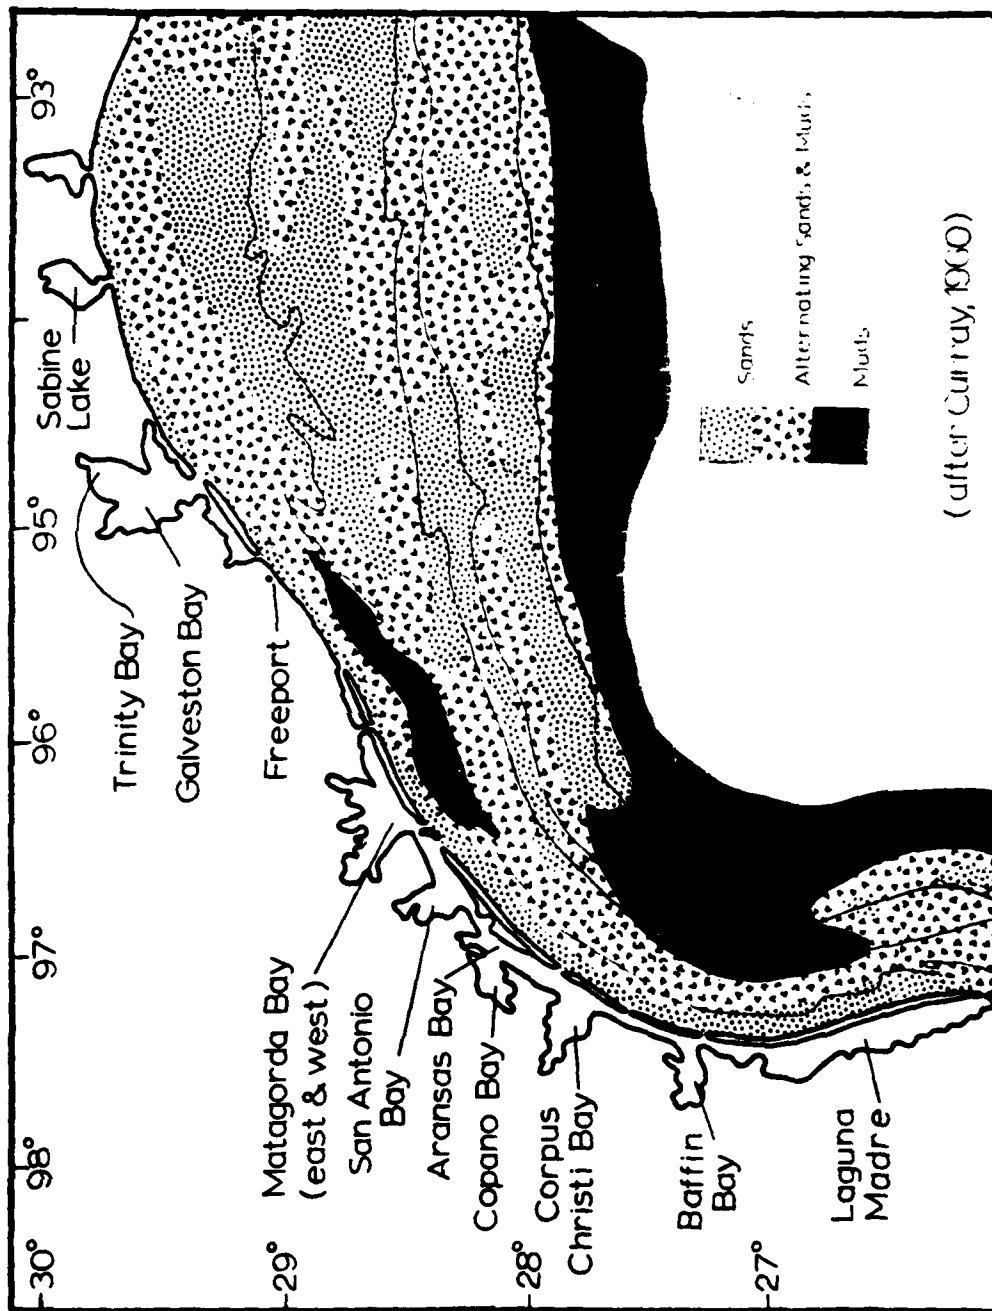 30°
29°
28°
27°
98°
97°
96°
95°
93°
Sabine
Lake
Trinity Bay
Galveston Bay
Freeport
Matagorda Bay
(east & west)
San Antonio
Bay
Aransas Bay
Copano Bay
Corpus
Christi Bay
Baffin
Bay
Laguna
Madre
Sands
Alternating Sands & Muds
Muds
(after Curray, 1960)